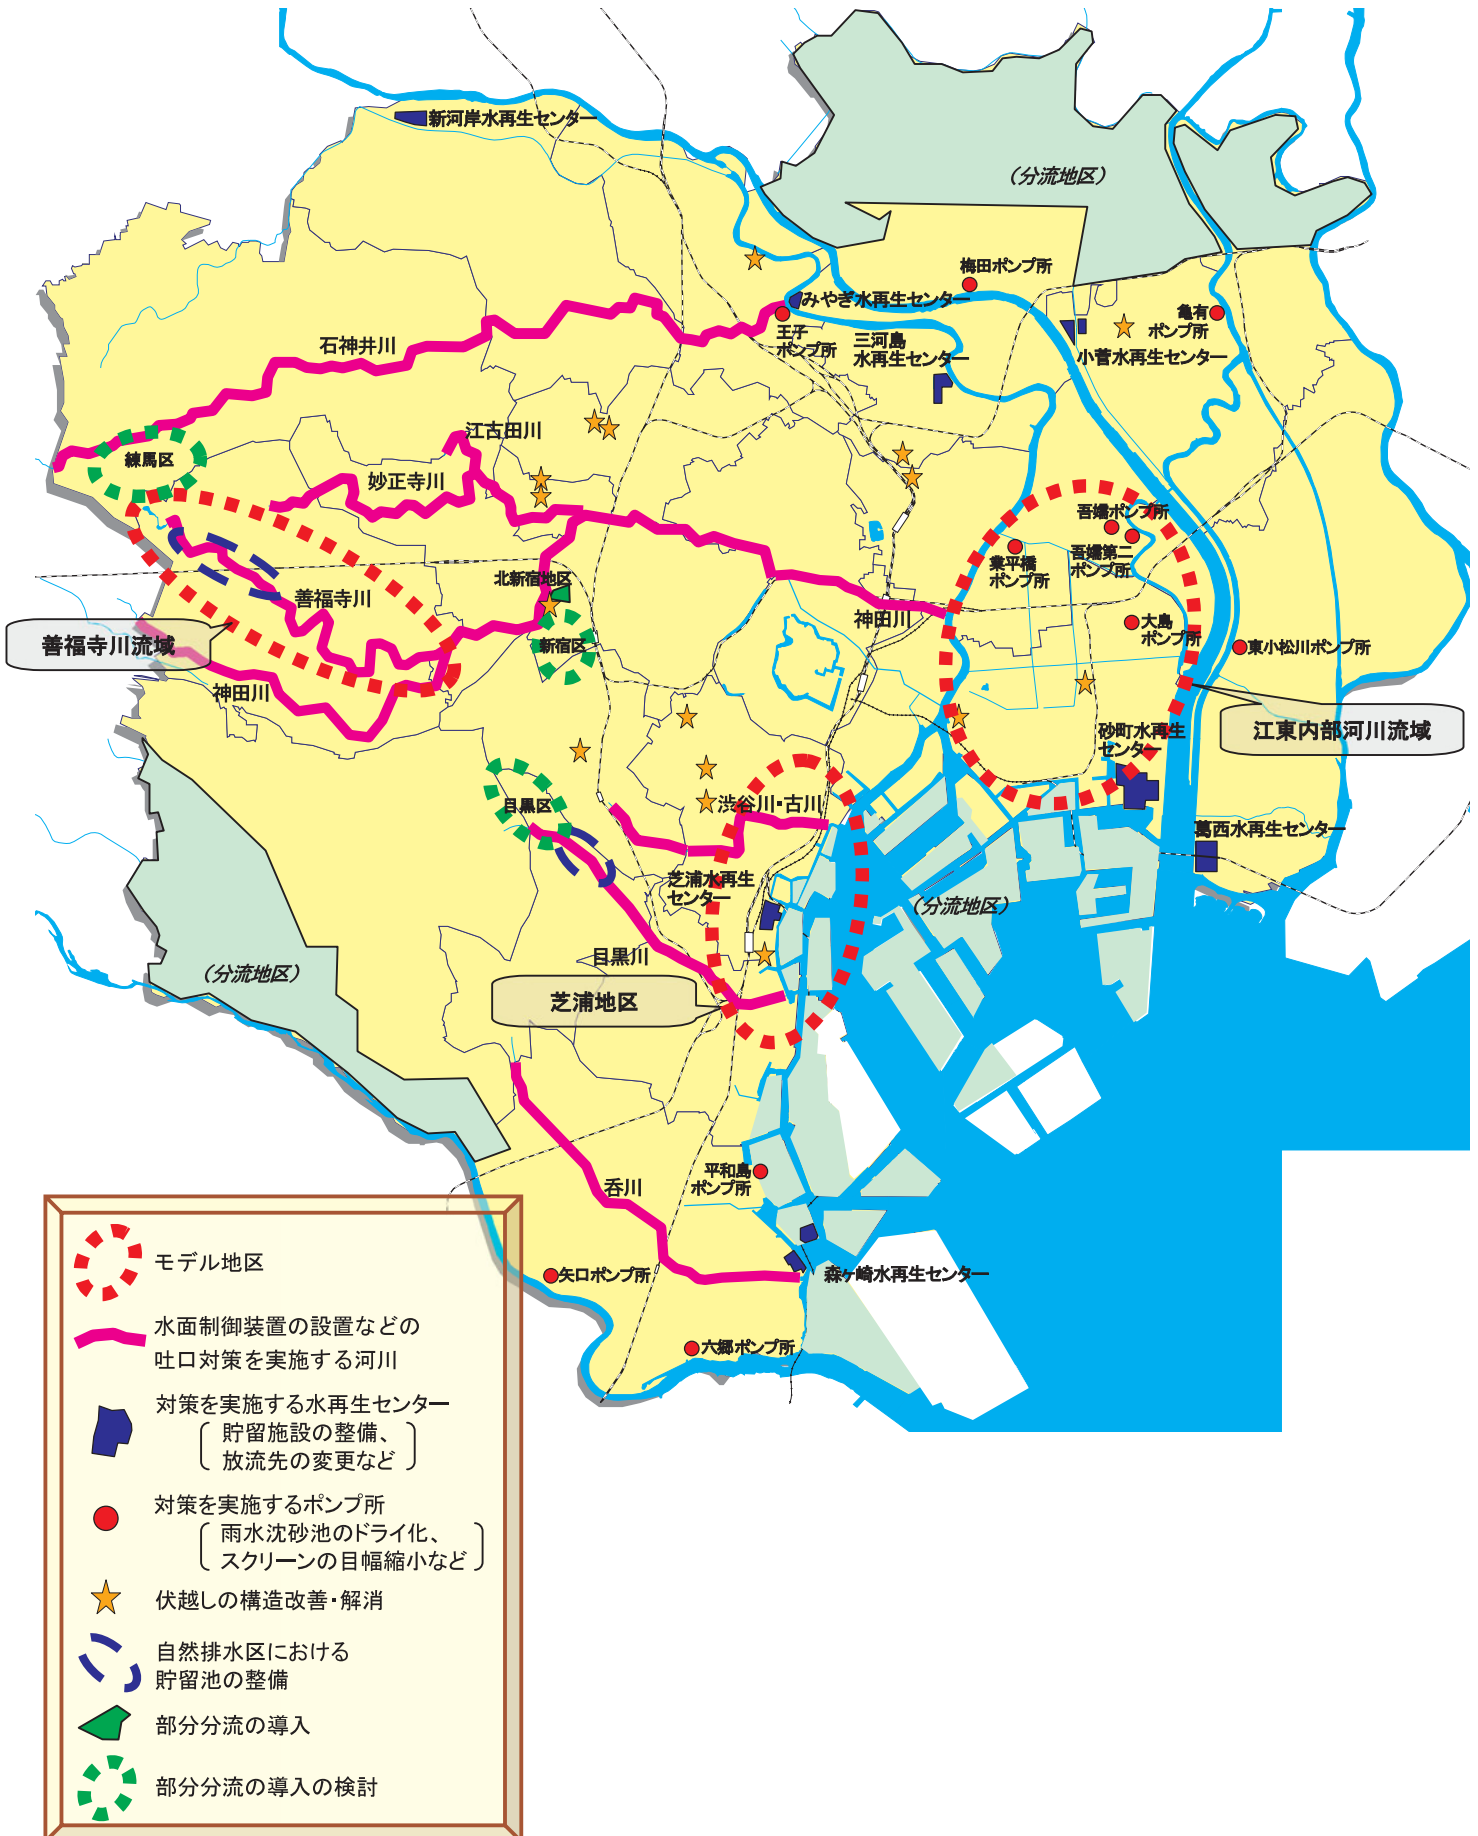 新河岸水再生センター
（分流地区）
梅田ポンプ所
みやぎ水再生センター
亀有
ポンプ所
王子
ポンプ所
三河島
水再生センター
小菅水再生センター
石神井川
江古田川
練馬区
妙正寺川
吾嬬ポンプ所
吾嬬第二
ポンプ所
業平橋
ポンプ所
北新宿地区
善福寺川
神田川
大島
ポンプ所
善福寺川流域
新宿区
東小松川ポンプ所
神田川
江東内部河川流域
砂町水再生
センター
目黒区
渋谷川・古川
葛西水再生センター
芝浦水再生
センター
（分流地区）
目黒川
（分流地区）
芝浦地区
平和島
ポンプ所
呑川
矢口ポンプ所
森ヶ崎水再生センター
六郷ポンプ所
モデル地区
水面制御装置の設置などの
吐口対策を実施する河川
対策を実施する水再生センター
貯留施設の整備、
放流先の変更など
対策を実施するポンプ所
雨水沈砂池のドライ化、
スクリーンの目幅縮小など
伏越しの構造改善・解消
自然排水区における
貯留池の整備
部分分流の導入
部分分流の導入の検討